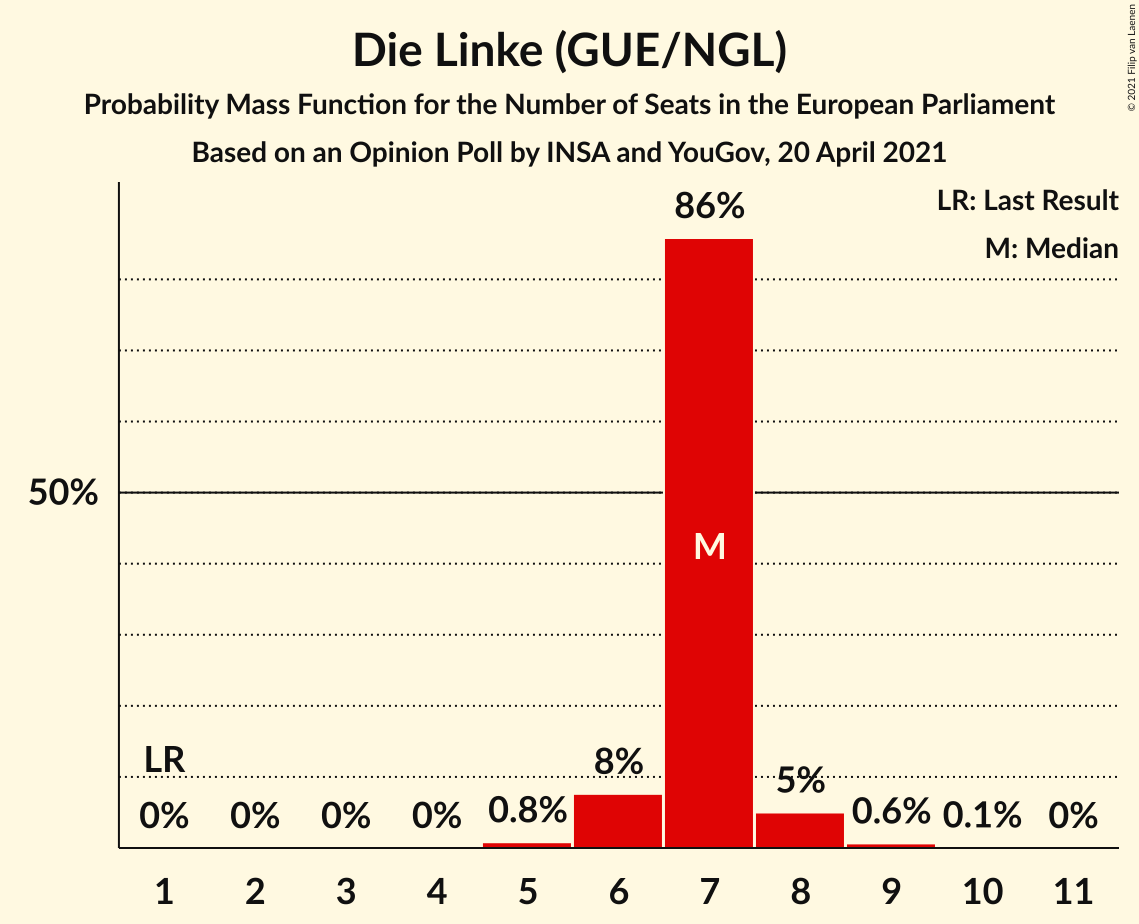 Die Linke (GUE/NGL)
Probability Mass Function for the Number of Seats in the European Parliament
Based on an Opinion Poll by INSA and YouGov, 20 April 2021
© 2021 Filip van Laenen
LR: Last Result
M: Median
86%
50%
M
LR
0% 0% 0% 0% 0.8% 8% 5% 0.6% 0.1% 0%
1 2 3 4 5 6 7 8 9 10 11